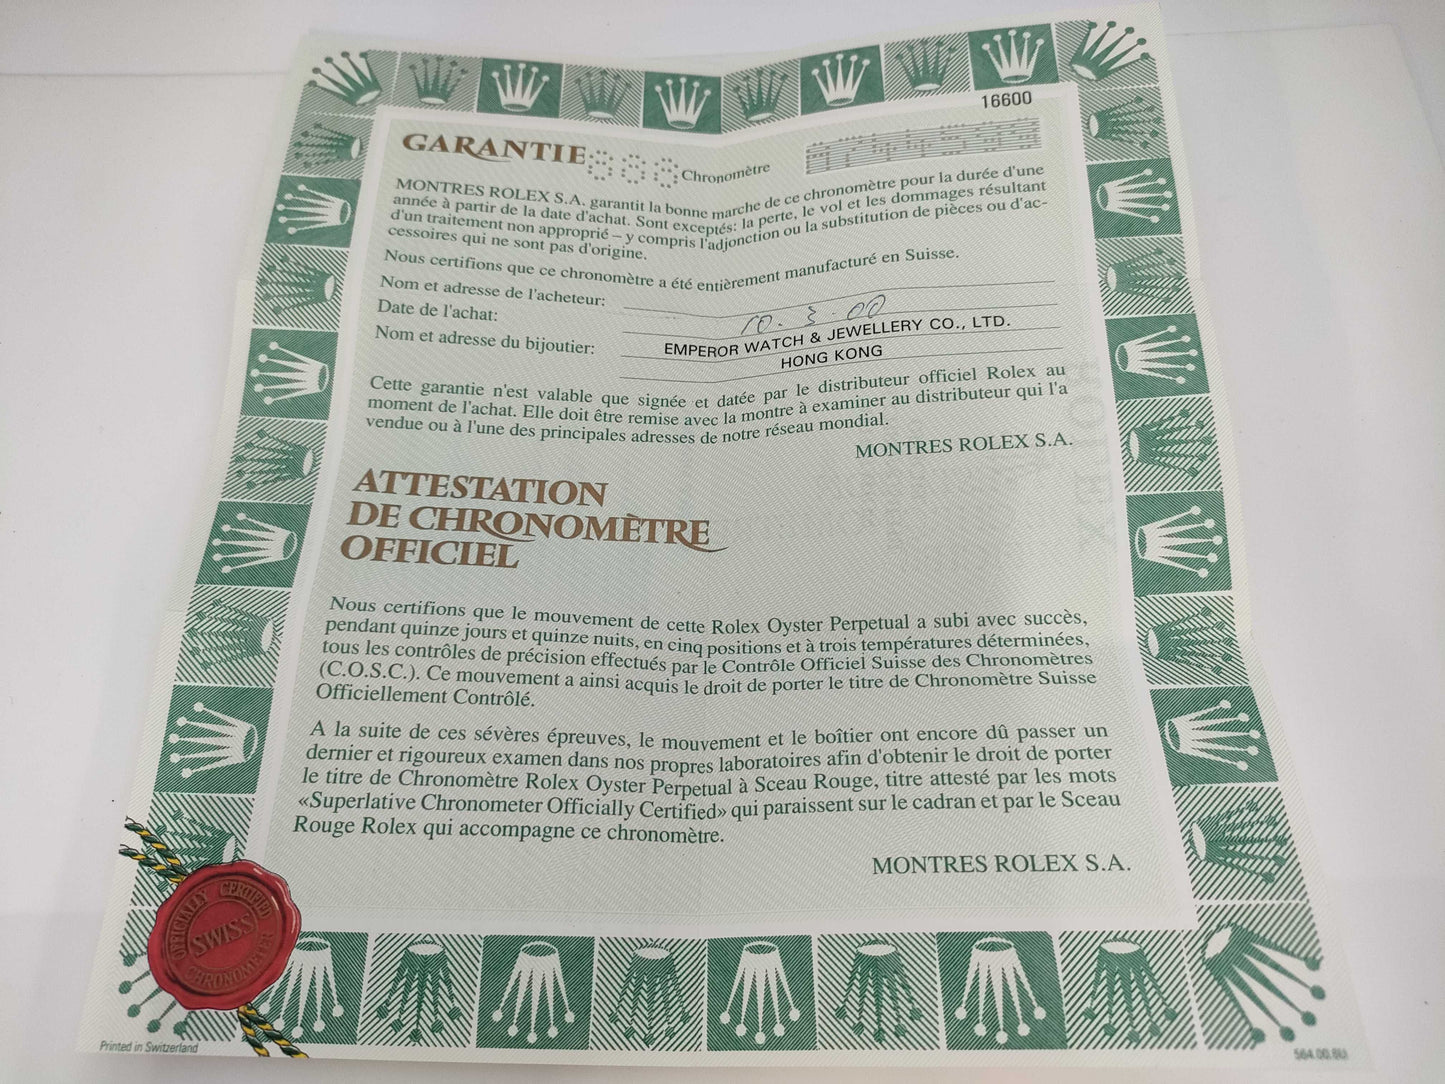 16600
GARANTIE 888 Chronomètre
MONTRES ROLEX S.A. garantit la bonne marche de ce chronomètre pour la durée d'une
année à partir de la date d'achat. Sont exceptés: la perte, le vol et les dommages résultant
d'un traitement non approprié – y compris l'adjonction ou la substitution de pièces ou d'ac-
cessoires qui ne sont pas d'origine.
Nous certifions que ce chronomètre a été entièrement manufacturé en Suisse.
Nom et adresse de l'acheteur:
Date de l'achat: 10. 3. 00
Nom et adresse du bijoutier: EMPEROR WATCH & JEWELLERY CO., LTD.
HONG KONG
Cette garantie n'est valable que signée et datée par le distributeur officiel Rolex au
moment de l'achat. Elle doit être remise avec la montre à examiner au distributeur qui l'a
vendue ou à l'une des principales adresses de notre réseau mondial.
MONTRES ROLEX S.A.
ATTESTATION
DE CHRONOMÈTRE
OFFICIEL
Nous certifions que le mouvement de cette Rolex Oyster Perpetual a subi avec succès,
pendant quinze jours et quinze nuits, en cinq positions et à trois températures déterminées,
tous les contrôles de précision effectués par le Contrôle Officiel Suisse des Chronomètres
(C.O.S.C.). Ce mouvement a ainsi acquis le droit de porter le titre de Chronomètre Suisse
Officiellement Contrôlé.
A la suite de ces sévères épreuves, le mouvement et le boîtier ont encore dû passer un
dernier et rigoureux examen dans nos propres laboratoires afin d'obtenir le droit de porter
le titre de Chronomètre Rolex Oyster Perpetual à Sceau Rouge, titre attesté par les mots
«Superlative Chronometer Officially Certified» qui paraissent sur le cadran et par le Sceau
Rouge Rolex qui accompagne ce chronomètre.
MONTRES ROLEX S.A.
OFFICIALLY CERTIFIED
SWISS
CHRONOMETER
Printed in Switzerland
564.00.8U.